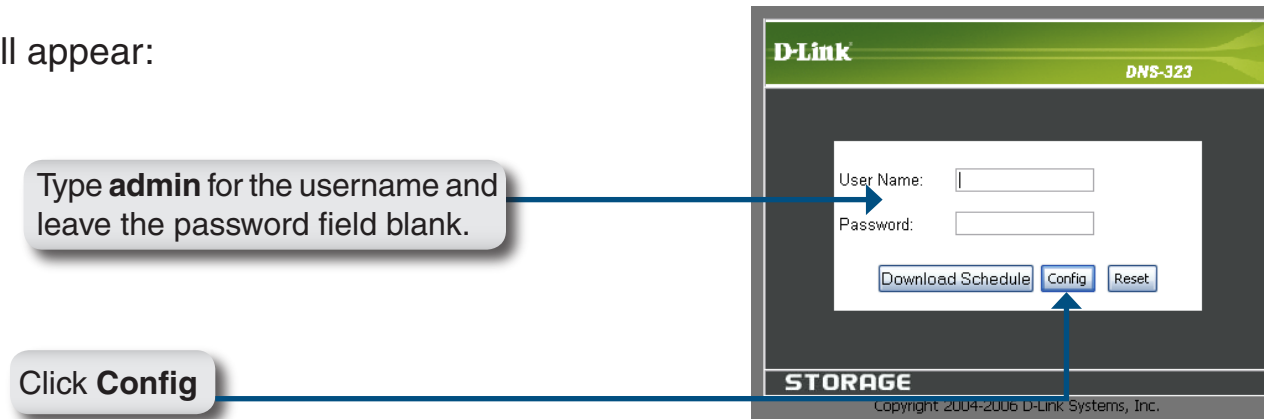 ll appear:
D-Link
DNS-323
Type admin for the username and
leave the password field blank.
User Name:
Password:
Download Schedule Config Reset
Click Config
STORAGE
Copyright 2004-2006 D-Link Systems, Inc.